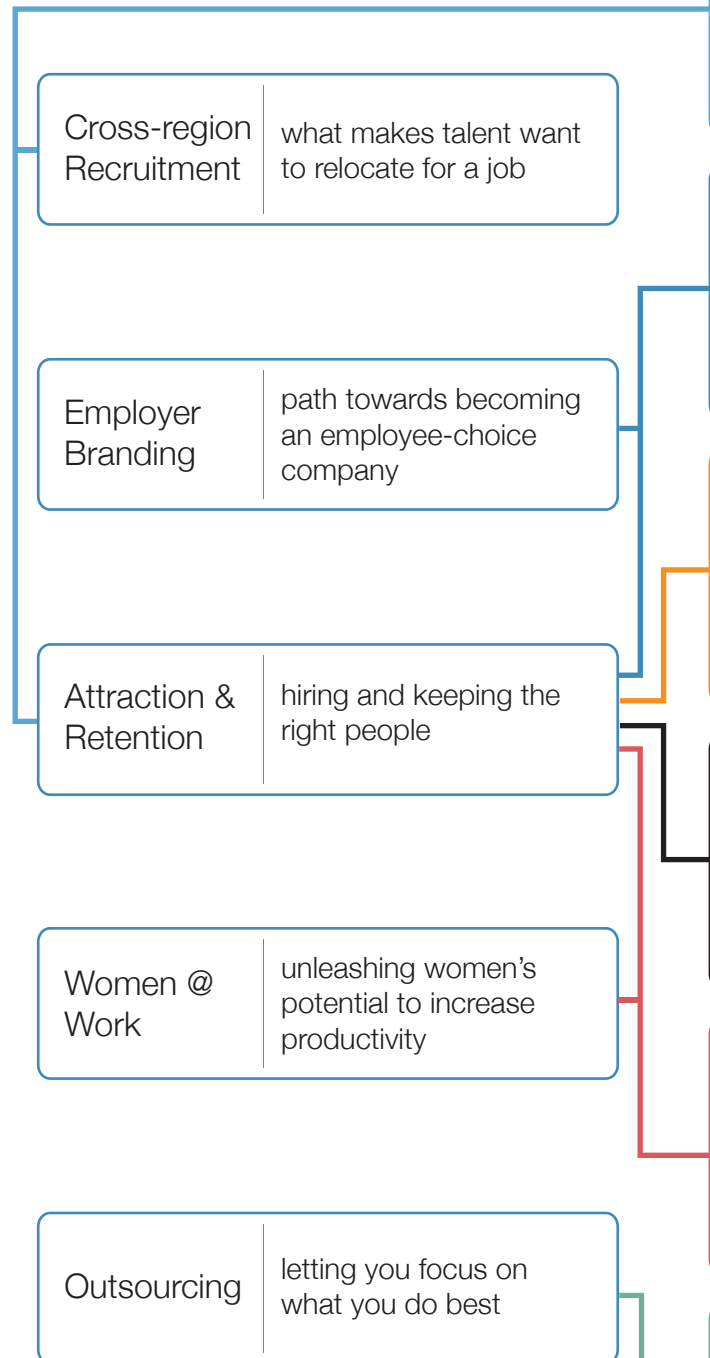 Cross-region
Recruitment
what makes talent want
to relocate for a job
Employer
Branding
path towards becoming
an employee-choice
company
Attraction &
Retention
hiring and keeping the
right people
Women @
Work
unleashing women’s
potential to increase
productivity
Outsourcing
letting you focus on
what you do best